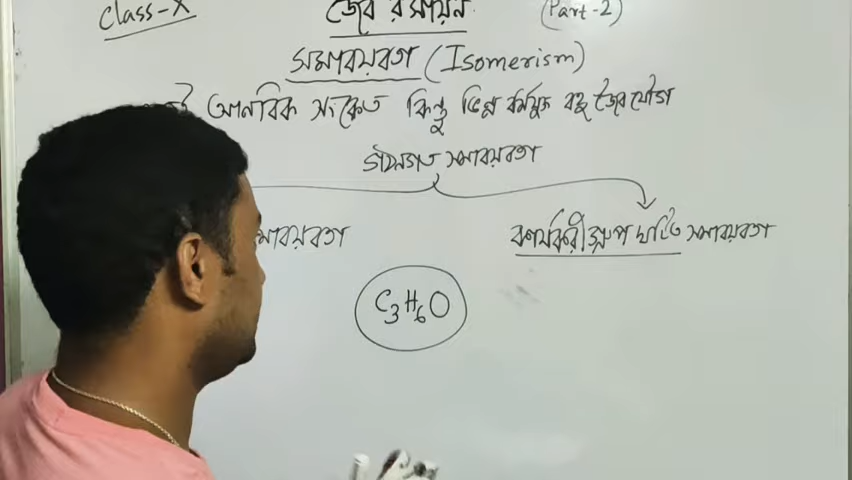 Class-X জৈব রসায়ন (Part-2)
সমাবয়বতা (Isomerism)
আনবিক সংকেত কিন্তু ভিন্ন ধর্মযুক্ত বহু জৈব যৌগ
গঠনগত সমাবয়বতা
মাবয়বতা কার্যকরী গ্রুপ ঘটিত সমাবয়বতা
C₃H₆O